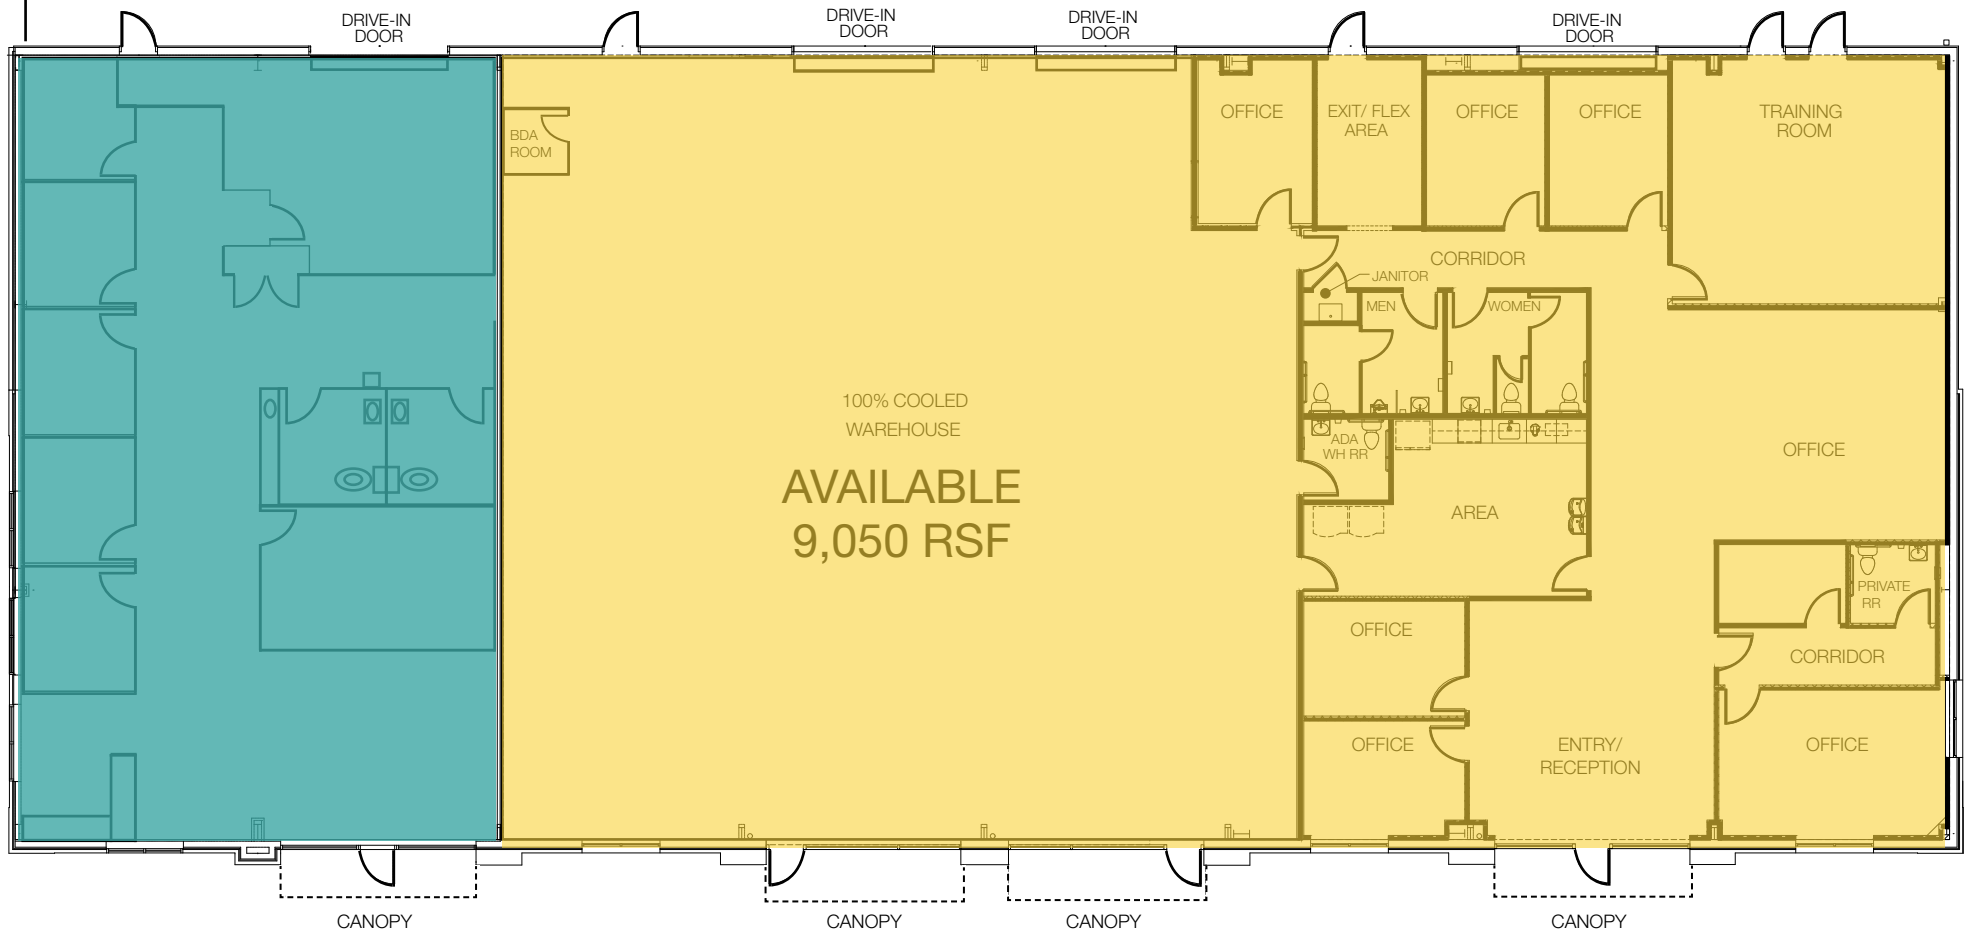 DRIVE-IN
DOOR
DRIVE-IN
DOOR
DRIVE-IN
DOOR
DRIVE-IN
DOOR
BDA
ROOM
OFFICE
EXIT/ FLEX
AREA
OFFICE
OFFICE
TRAINING
ROOM
CORRIDOR
JANITOR
MEN
WOMEN
100% COOLED
WAREHOUSE
AVAILABLE
9,050 RSF
ADA
WH RR
AREA
OFFICE
PRIVATE
RR
CORRIDOR
OFFICE
OFFICE
ENTRY/
RECEPTION
OFFICE
CANOPY
CANOPY
CANOPY
CANOPY